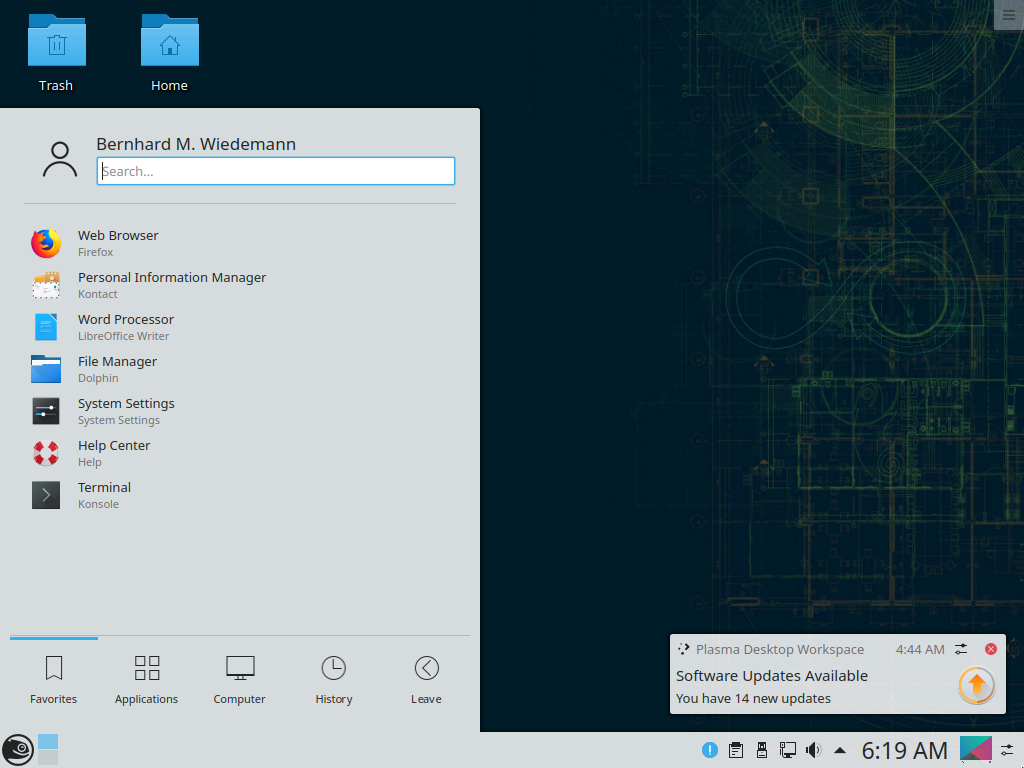 Trash
Home
Bernhard M. Wiedemann
Search...
Web Browser
Firefox
Personal Information Manager
Kontact
Word Processor
LibreOffice Writer
File Manager
Dolphin
System Settings
System Settings
Help Center
Help
Terminal
Konsole
Favorites
Applications
Computer
History
Leave
Plasma Desktop Workspace
4:44 AM
Software Updates Available
You have 14 new updates
6:19 AM